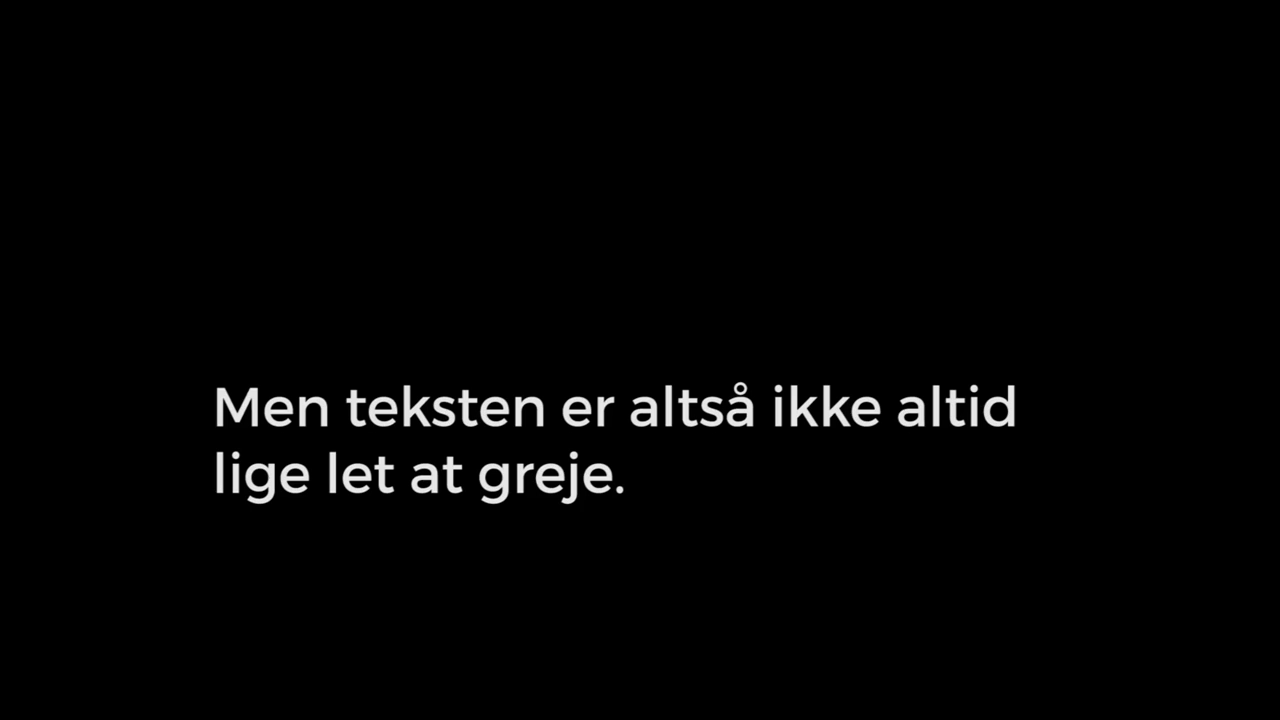 Men teksten er altså ikke altid
lige let at greje.